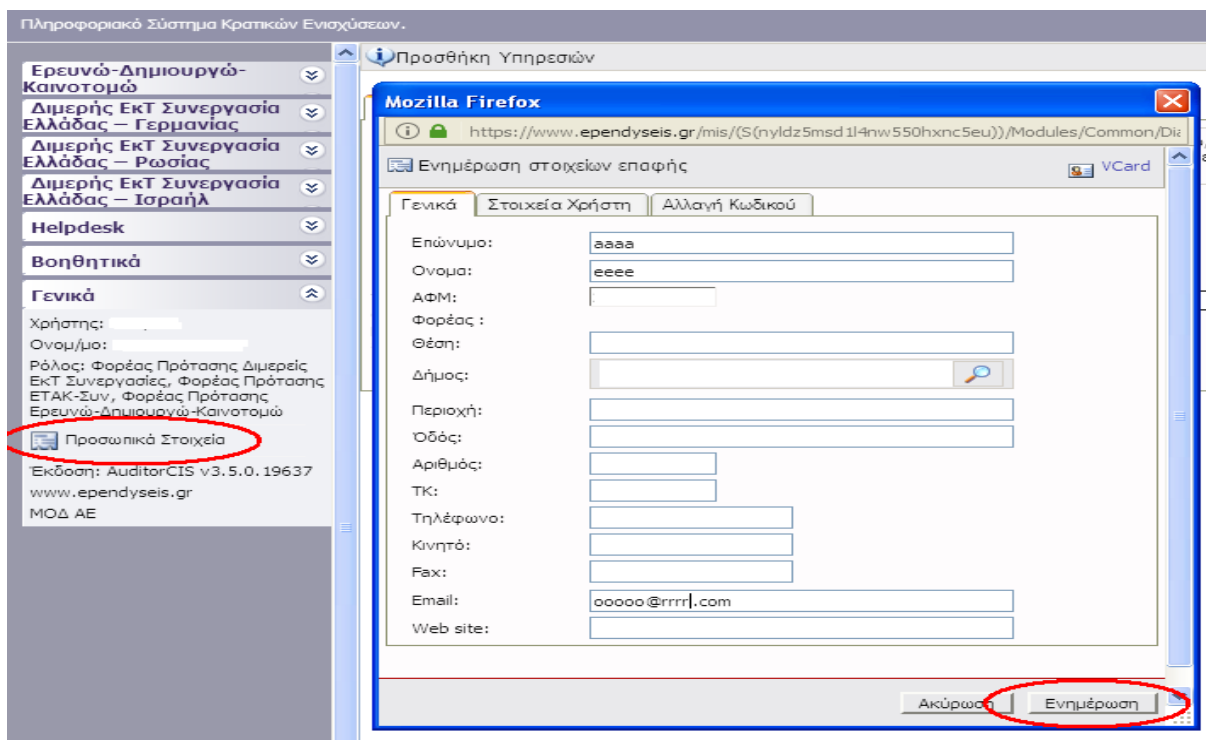 Πληροφοριακό Σύστημα Κρατικών Ενισχύσεων.
Ερευνώ-Δημιουργώ-
Καινοτομώ
Διμερής ΕκΤ Συνεργασία
Ελλάδας – Γερμανίας
Διμερής ΕκΤ Συνεργασία
Ελλάδας – Ρωσίας
Διμερής ΕκΤ Συνεργασία
Ελλάδας – Ισραήλ
Helpdesk
Βοηθητικά
Γενικά
Χρήστης:
Ονομ/μο:
Ρόλος: Φορέας Πρότασης Διμερείς
ΕκΤ Συνεργασίες, Φορέας Πρότασης
ΕΤΑΚ-Συν, Φορέας Πρότασης
Ερευνώ-Δημιουργώ-Καινοτομώ
Προσωπικά Στοιχεία
Έκδοση: AuditorCIS v3.5.0.19637
www.ependyseis.gr
ΜΟΔ ΑΕ
Προσθήκη Υπηρεσιών
Mozilla Firefox
https://www.ependyseis.gr/mis/(S(nyldz5msd1l4nw550hxnc5eu))/Modules/Common/Dia
Ενημέρωση στοιχείων επαφής
VCard
Γενικά Στοιχεία Χρήστη Αλλαγή Κωδικού
Επώνυμο: aaaa
Ονομα: eeee
ΑΦΜ:
Φορέας :
Θέση:
Δήμος:
Περιοχή:
Όδός:
Αριθμός:
ΤΚ:
Τηλέφωνο:
Κινητό:
Fax:
Email: ooooo@rrrr.com
Web site:
Ακύρωση Ενημέρωση